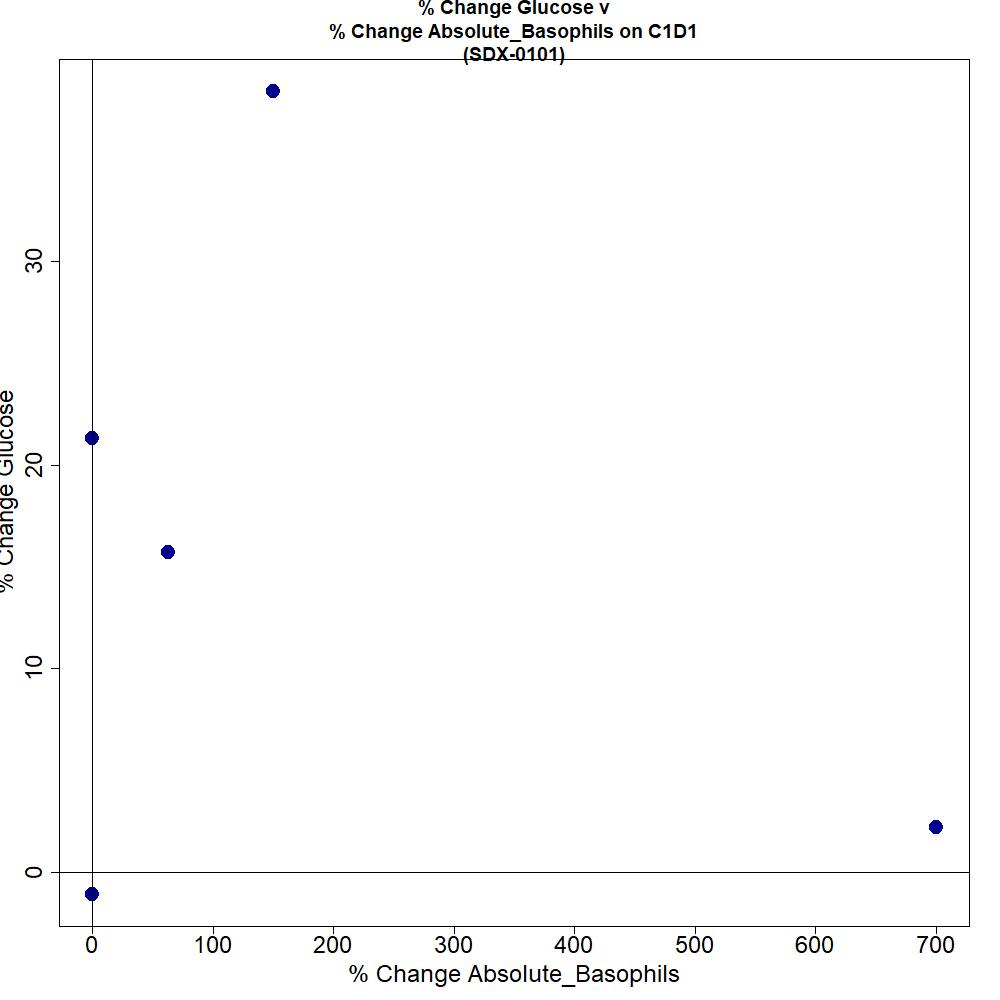 % Change Glucose v
% Change Absolute_Basophils on C1D1
(SDX-0101)
% Change Glucose
30
20
10
0
0 100 200 300 400 500 600 700
% Change Absolute_Basophils